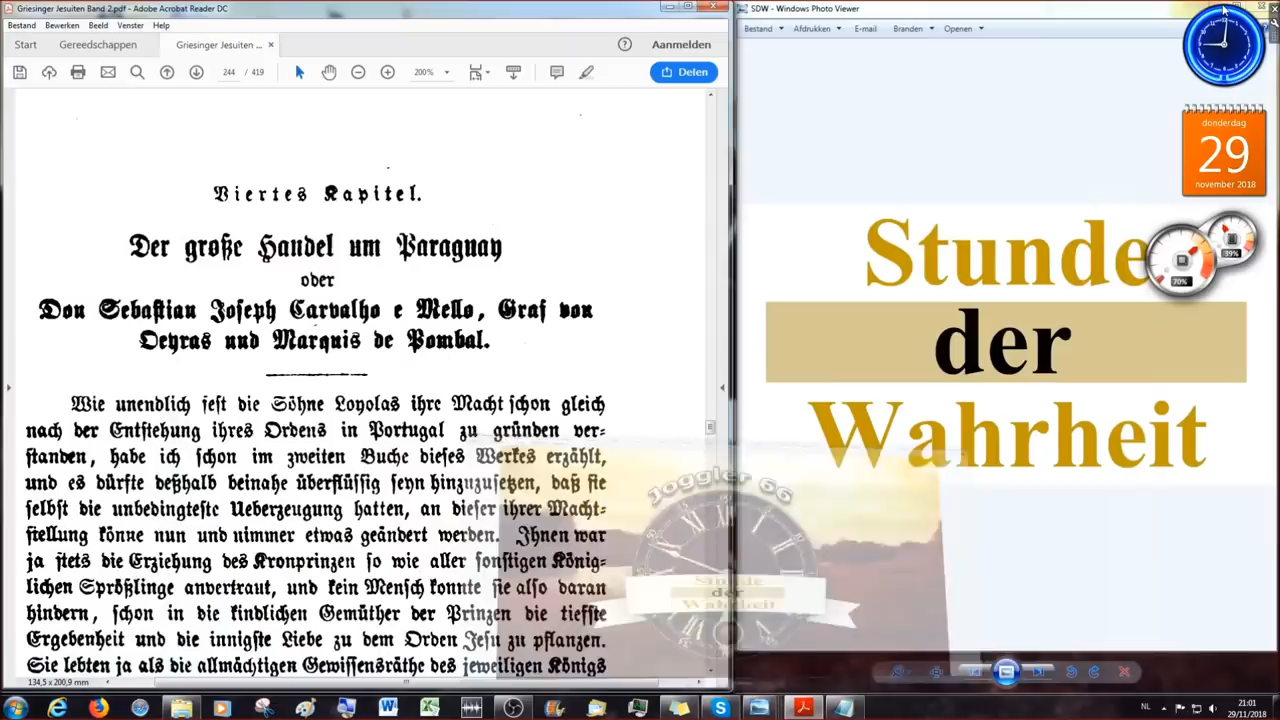 Griesinger Jesuiten Band 2.pdf - Adobe Acrobat Reader DC
Bestand Bewerken Beeld Venster Help
Start Gereedschappen Griesinger Jesuiten ... × Aanmelden
244 / 419 200% Delen
Viertes Kapitel.
Der große Handel um Paraguay
oder
Don Sebastian Joseph Carvalho e Mello, Graf von
Oeyras und Marquis de Pombal.
Wie unendlich fest die Söhne Loyolas ihre Macht schon gleich
nach der Entstehung ihres Ordens in Portugal zu gründen ver-
standen, habe ich schon im zweiten Buche dieses Werkes erzählt,
und es dürfte deßhalb beinahe überflüssig seyn hinzuzusetzen, daß sie
selbst die unbedingteste Ueberzeugung hatten, an dieser ihrer Macht-
stellung könne nun und nimmer etwas geändert werden. Ihnen war
ja stets die Erziehung des Kronprinzen so wie aller sonstigen König-
lichen Sprößlinge anvertraut, und kein Mensch konnte sie also daran
hindern, schon in die kindlichen Gemüther der Prinzen die tiefste
Ergebenheit und die innigste Liebe zu dem Orden Jesu zu pflanzen.
Sie lebten ja als die allmächtigen Gewissensräthe des jeweiligen Königs
134,5 x 200,9 mm
SDW - Windows Photo Viewer
Bestand Afdrukken E-mail Branden Openen
donderdag
29
november 2018
39%
70%
Stunde
der
Wahrheit
Joggler 66
Stunde
der
Wahrheit
NL 21:01
29/11/2018